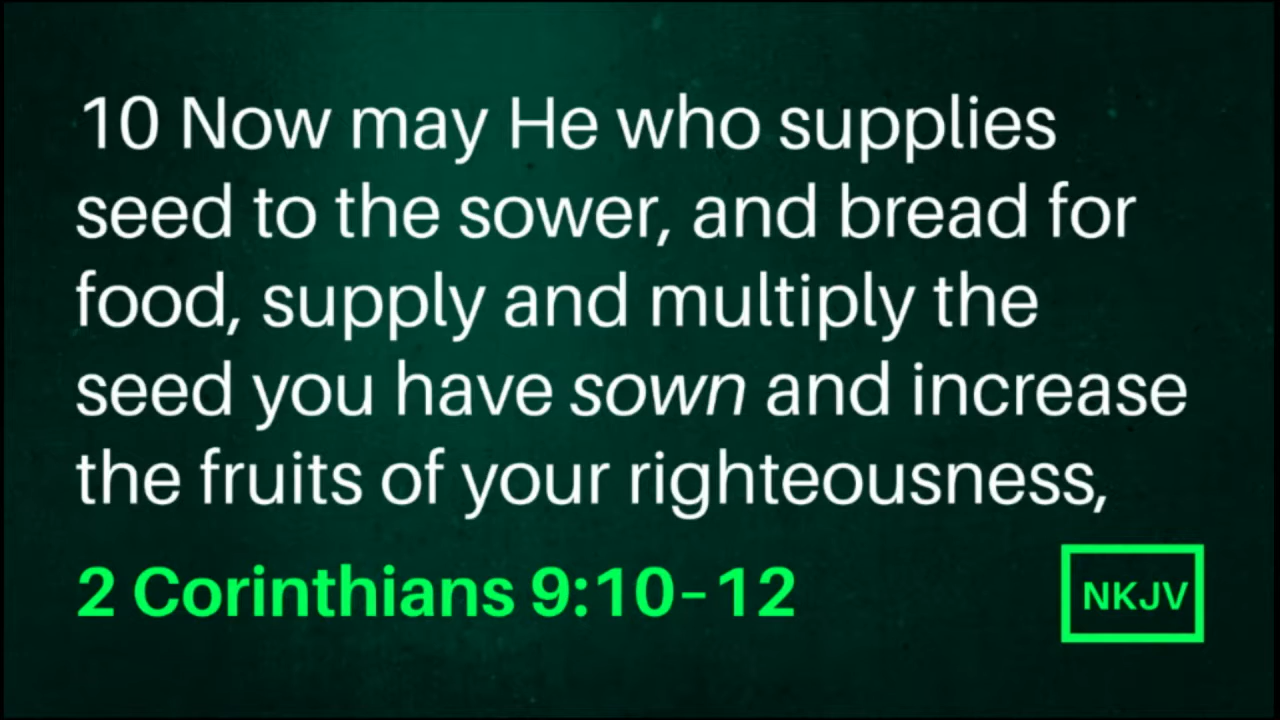 10 Now may He who supplies
seed to the sower, and bread for
food, supply and multiply the
seed you have sown and increase
the fruits of your righteousness,
2 Corinthians 9:10-12
NKJV